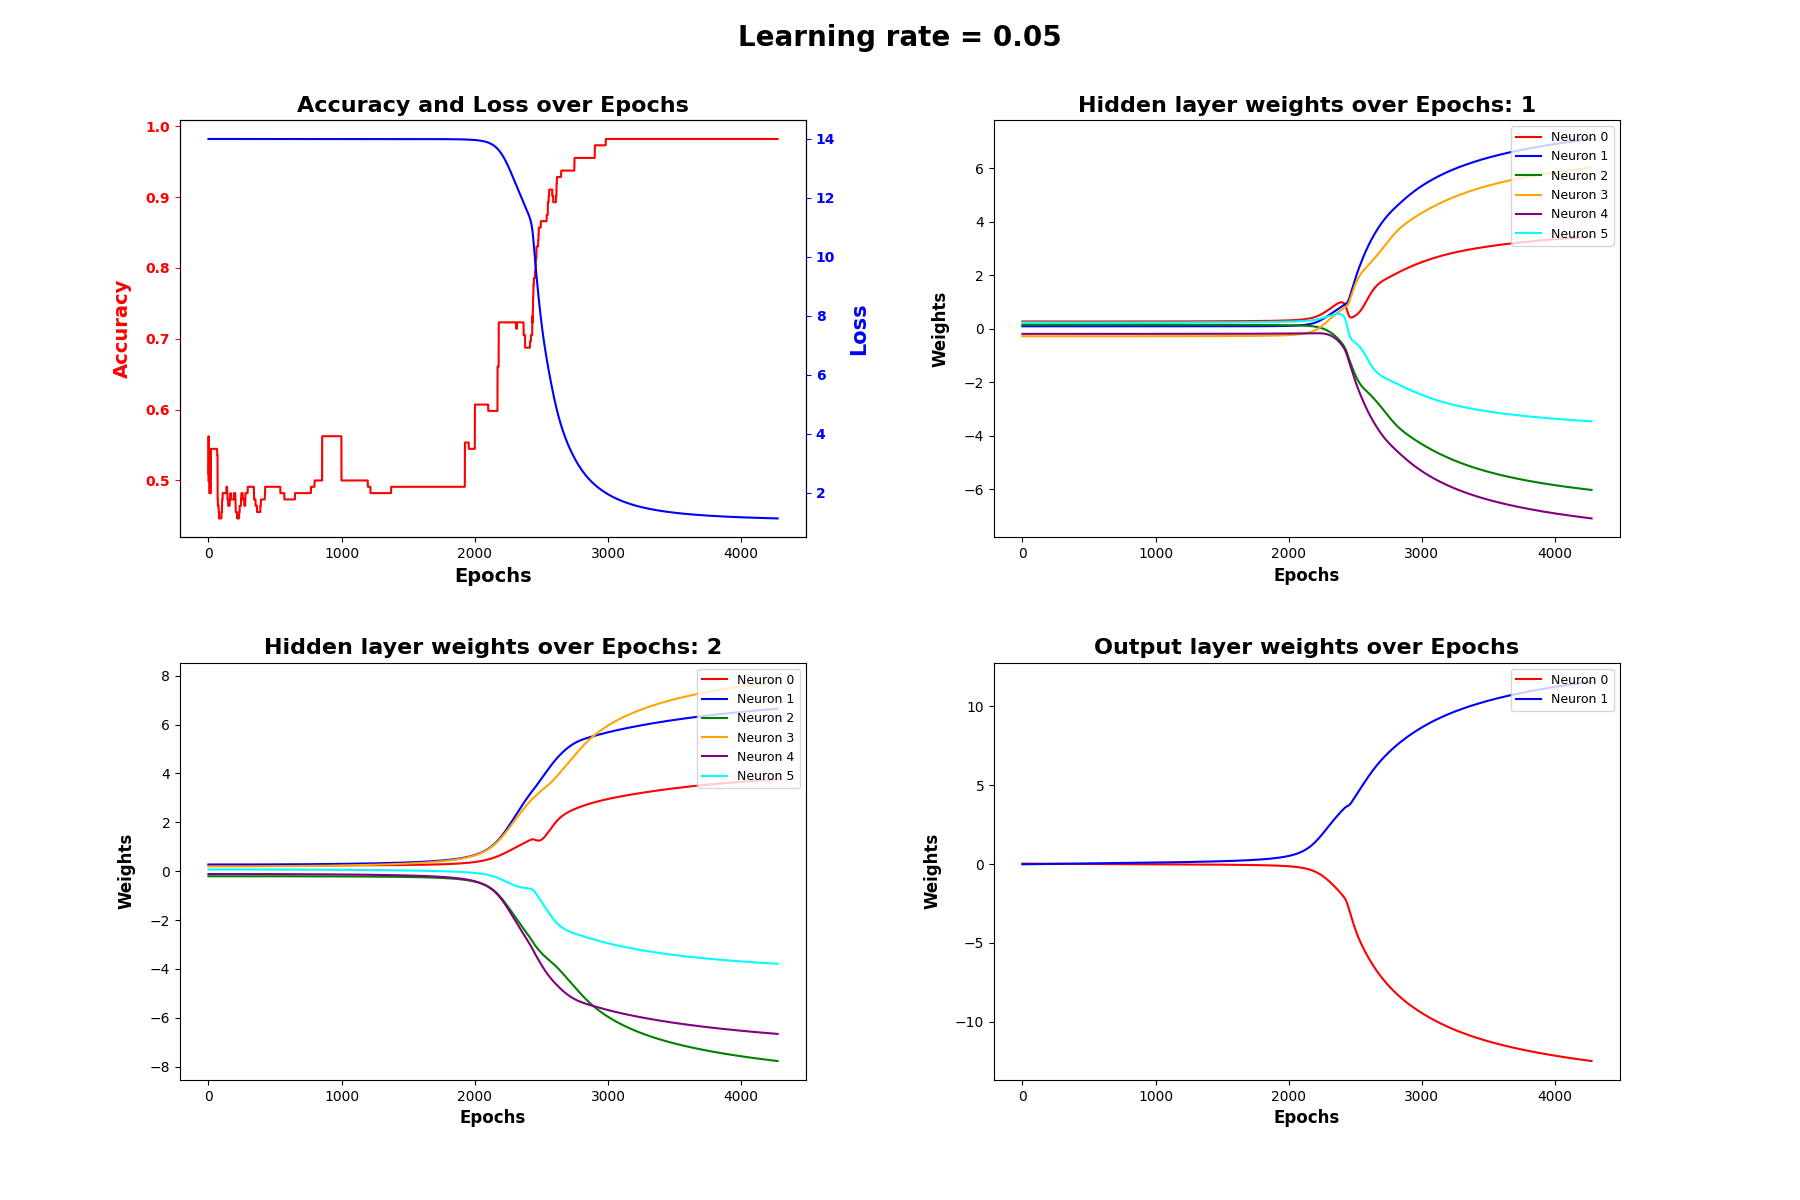 Learning rate = 0.05
Accuracy and Loss over Epochs
1.0
0.9
0.8
0.7
0.6
0.5
Accuracy
14
12
10
8
6
4
2
Loss
0 1000 2000 3000 4000
Epochs
Hidden layer weights over Epochs: 1
6
4
2
0
−2
−4
−6
Weights
Neuron 0
Neuron 1
Neuron 2
Neuron 3
Neuron 4
Neuron 5
0 1000 2000 3000 4000
Epochs
Hidden layer weights over Epochs: 2
8
6
4
2
0
−2
−4
−6
−8
Weights
Neuron 0
Neuron 1
Neuron 2
Neuron 3
Neuron 4
Neuron 5
0 1000 2000 3000 4000
Epochs
Output layer weights over Epochs
10
5
0
−5
−10
Weights
Neuron 0
Neuron 1
0 1000 2000 3000 4000
Epochs